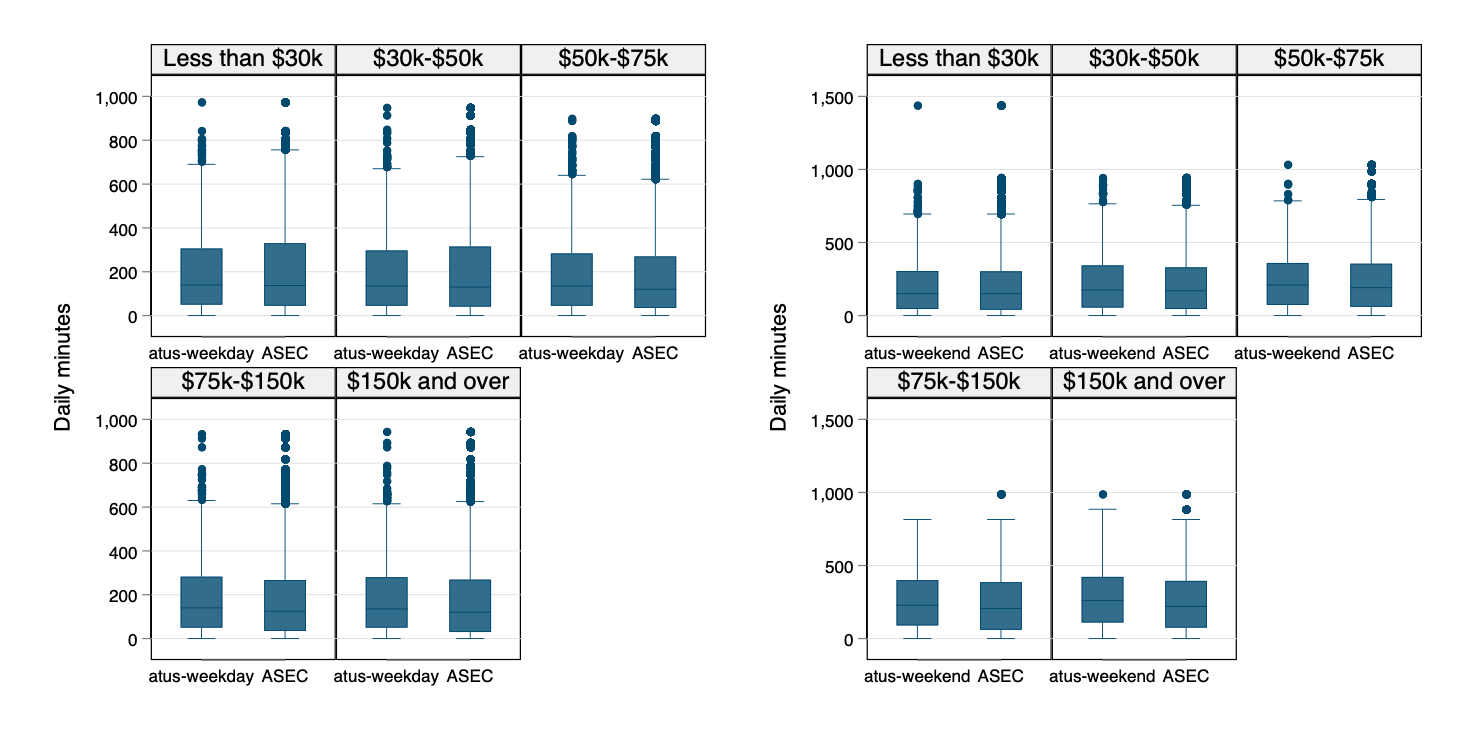 Less than $30k $30k-$50k $50k-$75k
1,000
800
600
400
200
0
atus-weekday ASEC atus-weekday ASEC atus-weekday ASEC
$75k-$150k $150k and over
1,000
800
600
400
200
0
atus-weekday ASEC atus-weekday ASEC
Daily minutes
Less than $30k $30k-$50k $50k-$75k
1,500
1,000
500
0
atus-weekend ASEC atus-weekend ASEC atus-weekend ASEC
$75k-$150k $150k and over
1,500
1,000
500
0
atus-weekend ASEC atus-weekend ASEC
Daily minutes